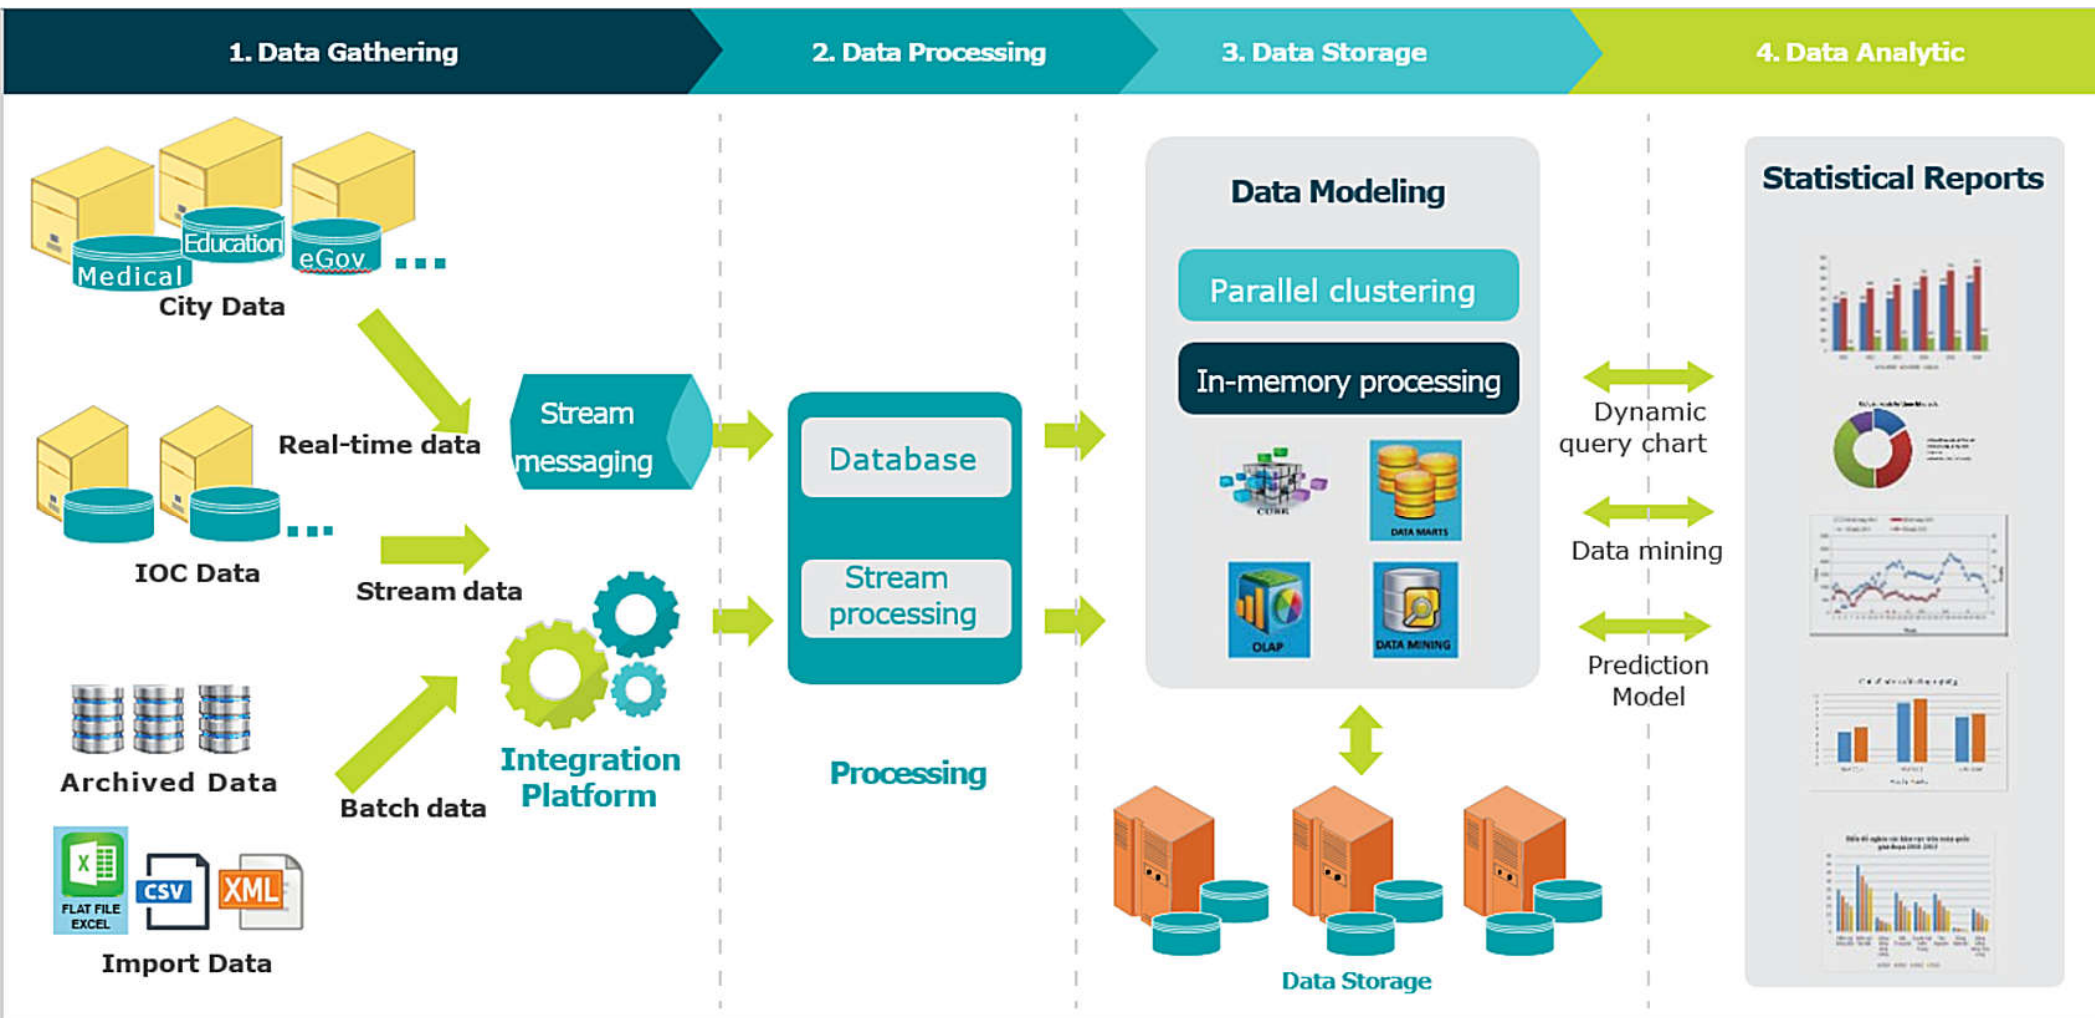 1. Data Gathering
2. Data Processing
3. Data Storage
4. Data Analytic
Medical
Education
eGov
City Data
Real-time data
IOC Data
Stream data
Archived Data
Batch data
FLAT FILE
EXCEL
CSV
XML
Import Data
Stream
messaging
Integration
Platform
Database
Stream
processing
Processing
Data Modeling
Parallel clustering
In-memory processing
CUBE
DATA MARTS
OLAP
DATA MINING
Data Storage
Dynamic
query chart
Data mining
Prediction
Model
Statistical Reports